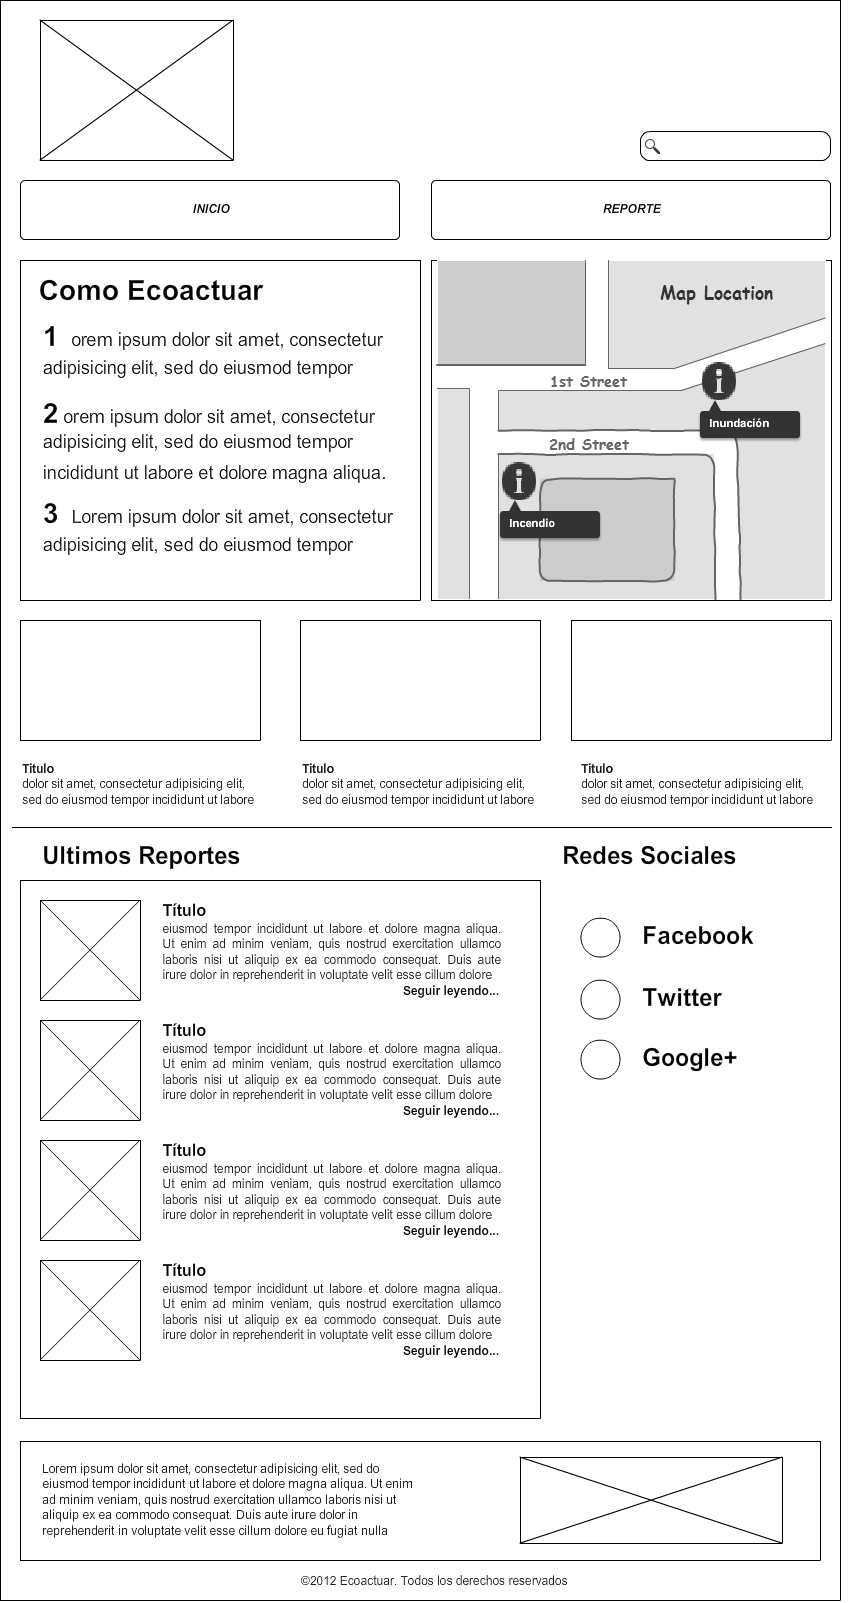 INICIO
REPORTE
Como Ecoactuar
1 orem ipsum dolor sit amet, consectetur
adipisicing elit, sed do eiusmod tempor
2 orem ipsum dolor sit amet, consectetur
adipisicing elit, sed do eiusmod tempor
incididunt ut labore et dolore magna aliqua.
3 Lorem ipsum dolor sit amet, consectetur
adipisicing elit, sed do eiusmod tempor
Map Location
1st Street
Inundación
2nd Street
Incendio
Titulo
dolor sit amet, consectetur adipisicing elit,
sed do eiusmod tempor incididunt ut labore
Titulo
dolor sit amet, consectetur adipisicing elit,
sed do eiusmod tempor incididunt ut labore
Titulo
dolor sit amet, consectetur adipisicing elit,
sed do eiusmod tempor incididunt ut labore
Ultimos Reportes
Título
eiusmod tempor incididunt ut labore et dolore magna aliqua.
Ut enim ad minim veniam, quis nostrud exercitation ullamco
laboris nisi ut aliquip ex ea commodo consequat. Duis aute
irure dolor in reprehenderit in voluptate velit esse cillum dolore
Seguir leyendo...
Título
eiusmod tempor incididunt ut labore et dolore magna aliqua.
Ut enim ad minim veniam, quis nostrud exercitation ullamco
laboris nisi ut aliquip ex ea commodo consequat. Duis aute
irure dolor in reprehenderit in voluptate velit esse cillum dolore
Seguir leyendo...
Título
eiusmod tempor incididunt ut labore et dolore magna aliqua.
Ut enim ad minim veniam, quis nostrud exercitation ullamco
laboris nisi ut aliquip ex ea commodo consequat. Duis aute
irure dolor in reprehenderit in voluptate velit esse cillum dolore
Seguir leyendo...
Título
eiusmod tempor incididunt ut labore et dolore magna aliqua.
Ut enim ad minim veniam, quis nostrud exercitation ullamco
laboris nisi ut aliquip ex ea commodo consequat. Duis aute
irure dolor in reprehenderit in voluptate velit esse cillum dolore
Seguir leyendo...
Redes Sociales
Facebook
Twitter
Google+
Lorem ipsum dolor sit amet, consectetur adipisicing elit, sed do
eiusmod tempor incididunt ut labore et dolore magna aliqua. Ut enim
ad minim veniam, quis nostrud exercitation ullamco laboris nisi ut
aliquip ex ea commodo consequat. Duis aute irure dolor in
reprehenderit in voluptate velit esse cillum dolore eu fugiat nulla
©2012 Ecoactuar. Todos los derechos reservados